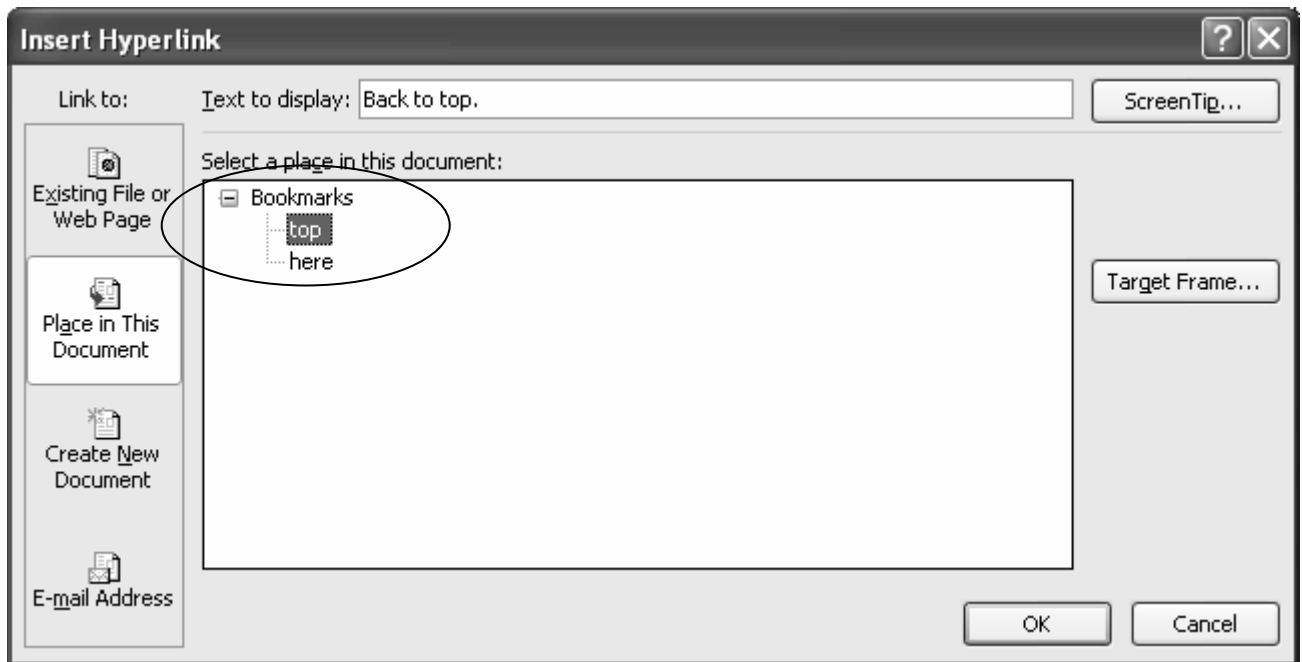 Insert Hyperlink
Link to:
Text to display: Back to top.
ScreenTip...
Select a place in this document:
Existing File or
Web Page
Bookmarks
top
here
Place in This
Document
Target Frame...
Create New
Document
E-mail Address
OK
Cancel